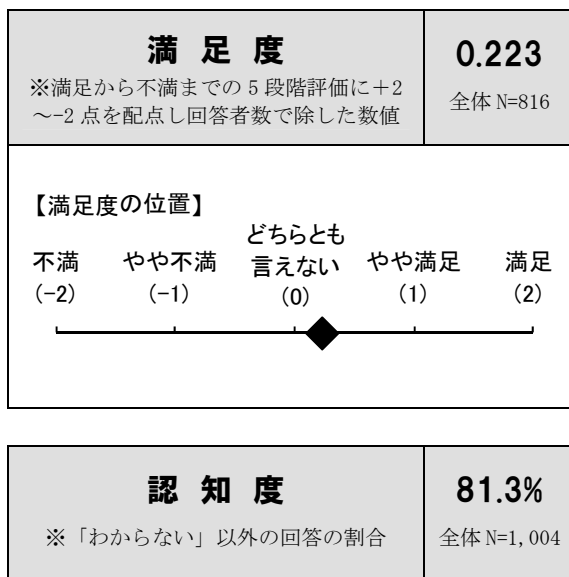 満足度
※満足から不満までの5段階評価に+2
～-2点を配点し回答者数で除した数値
0.223
全体 N=816
【満足度の位置】
不満
(-2)
やや不満
(-1)
どちらとも
言えない
(0)
やや満足
(1)
満足
(2)
認知度
※「わからない」以外の回答の割合
81.3%
全体 N=1,004